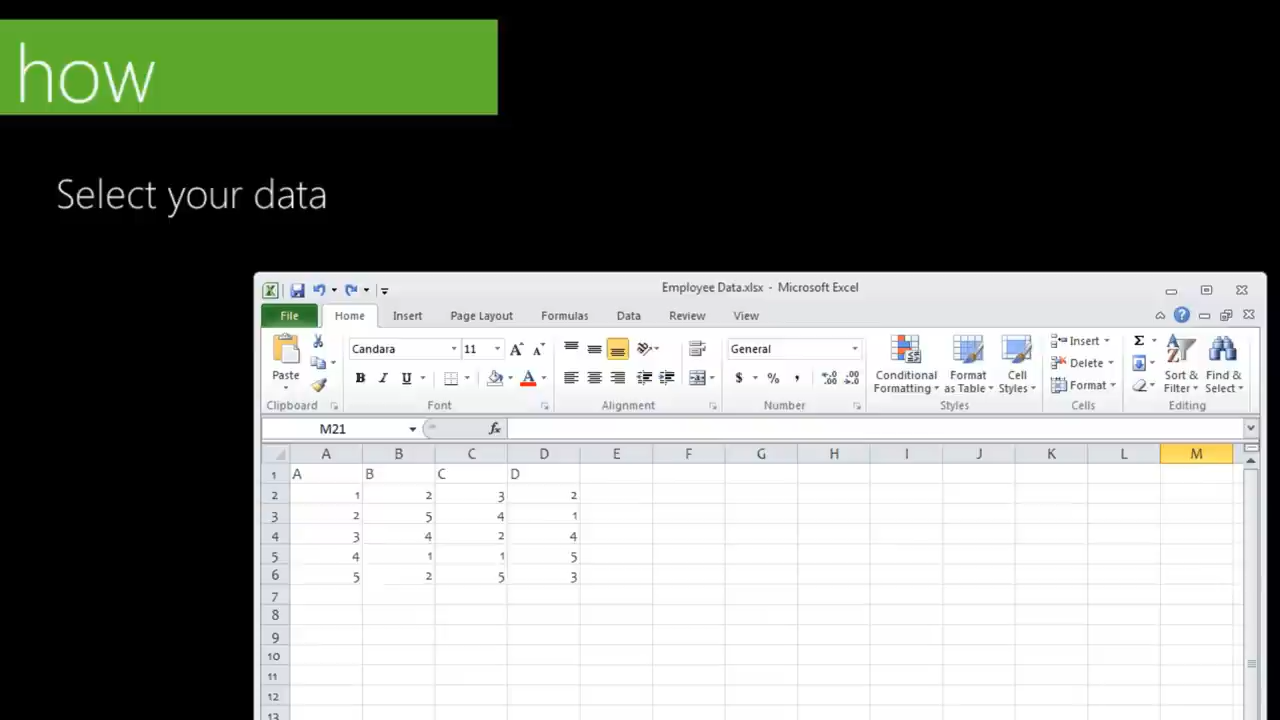 how
Select your data
Employee Data.xlsx - Microsoft Excel
File Home Insert Page Layout Formulas Data Review View
Candara 11 General Insert
Paste Conditional Formatting Format as Table Cell Styles Delete Sort & Filter Find & Select
B I U A $ % , Format
Clipboard Font Alignment Number Styles Cells Editing
M21 fx
A B C D E F G H I J K L M
1 A B C D
2 1 2 3 2
3 2 5 4 1
4 3 4 2 4
5 4 1 1 5
6 5 2 5 3
7
8
9
10
11
12
13